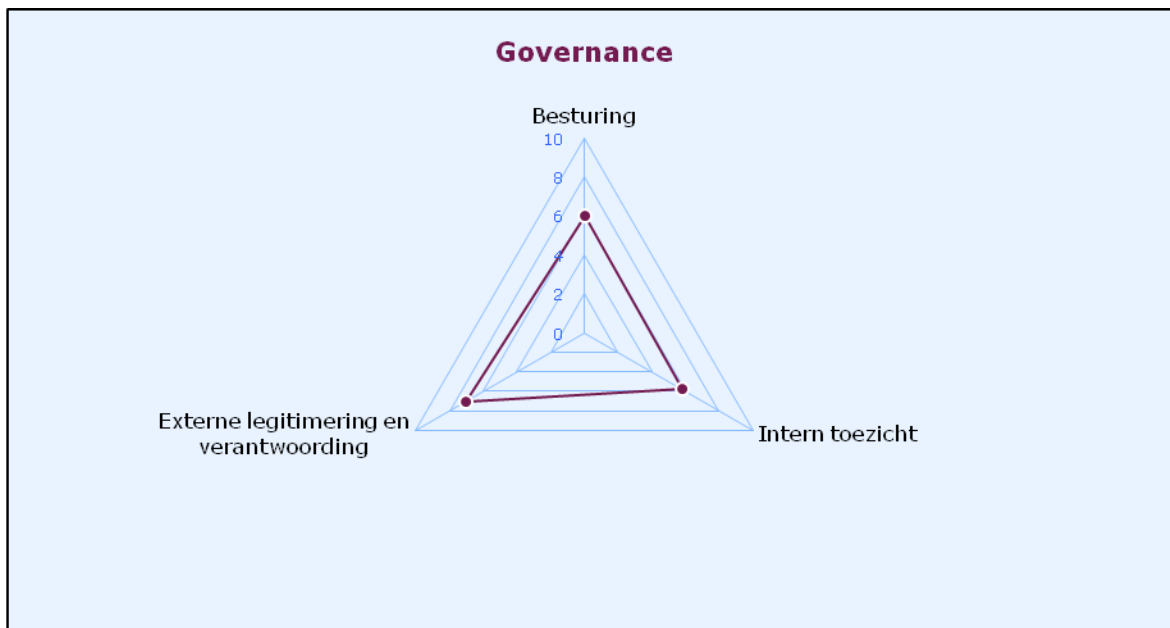 Governance
Besturing
10
8
6
4
2
0
Externe legitimering en
verantwoording
Intern toezicht